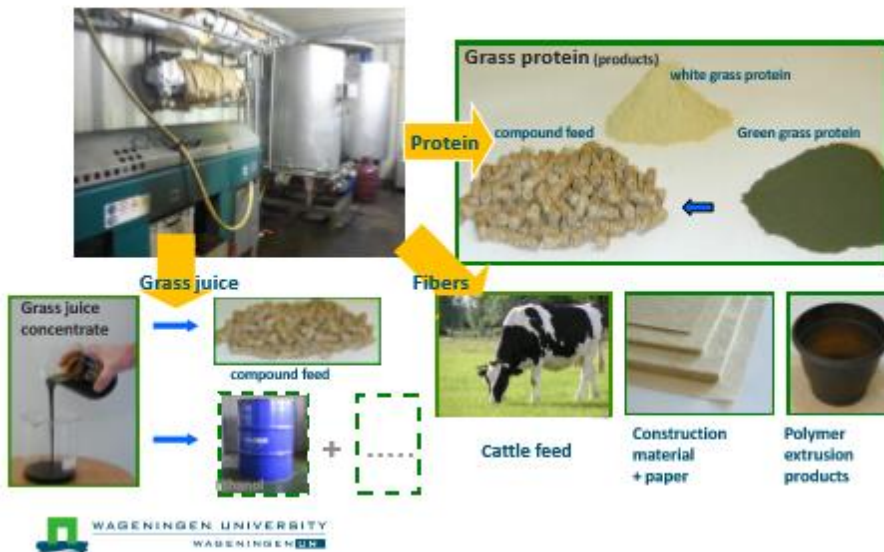 Grass protein (products)
white grass protein
Protein
compound feed
Green grass protein
Grass juice
Fibers
Grass juice
concentrate
compound feed
ethanol
+
......
Cattle feed
Construction
material
+ paper
Polymer
extrusion
products
WAGENINGEN UNIVERSITY
WAGENINGEN UR